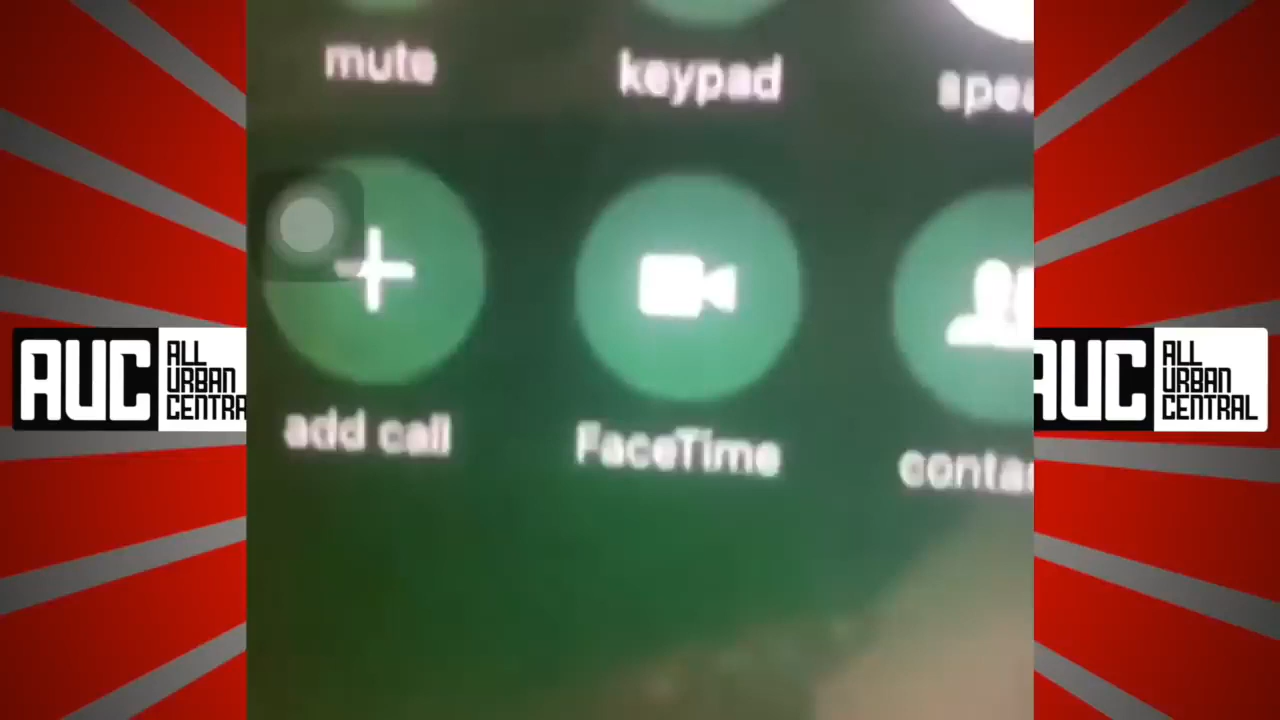 mute
keypad
add call
FaceTime
AUC
ALL
URBAN
CENTRAL
AUC
ALL
URBAN
CENTRAL